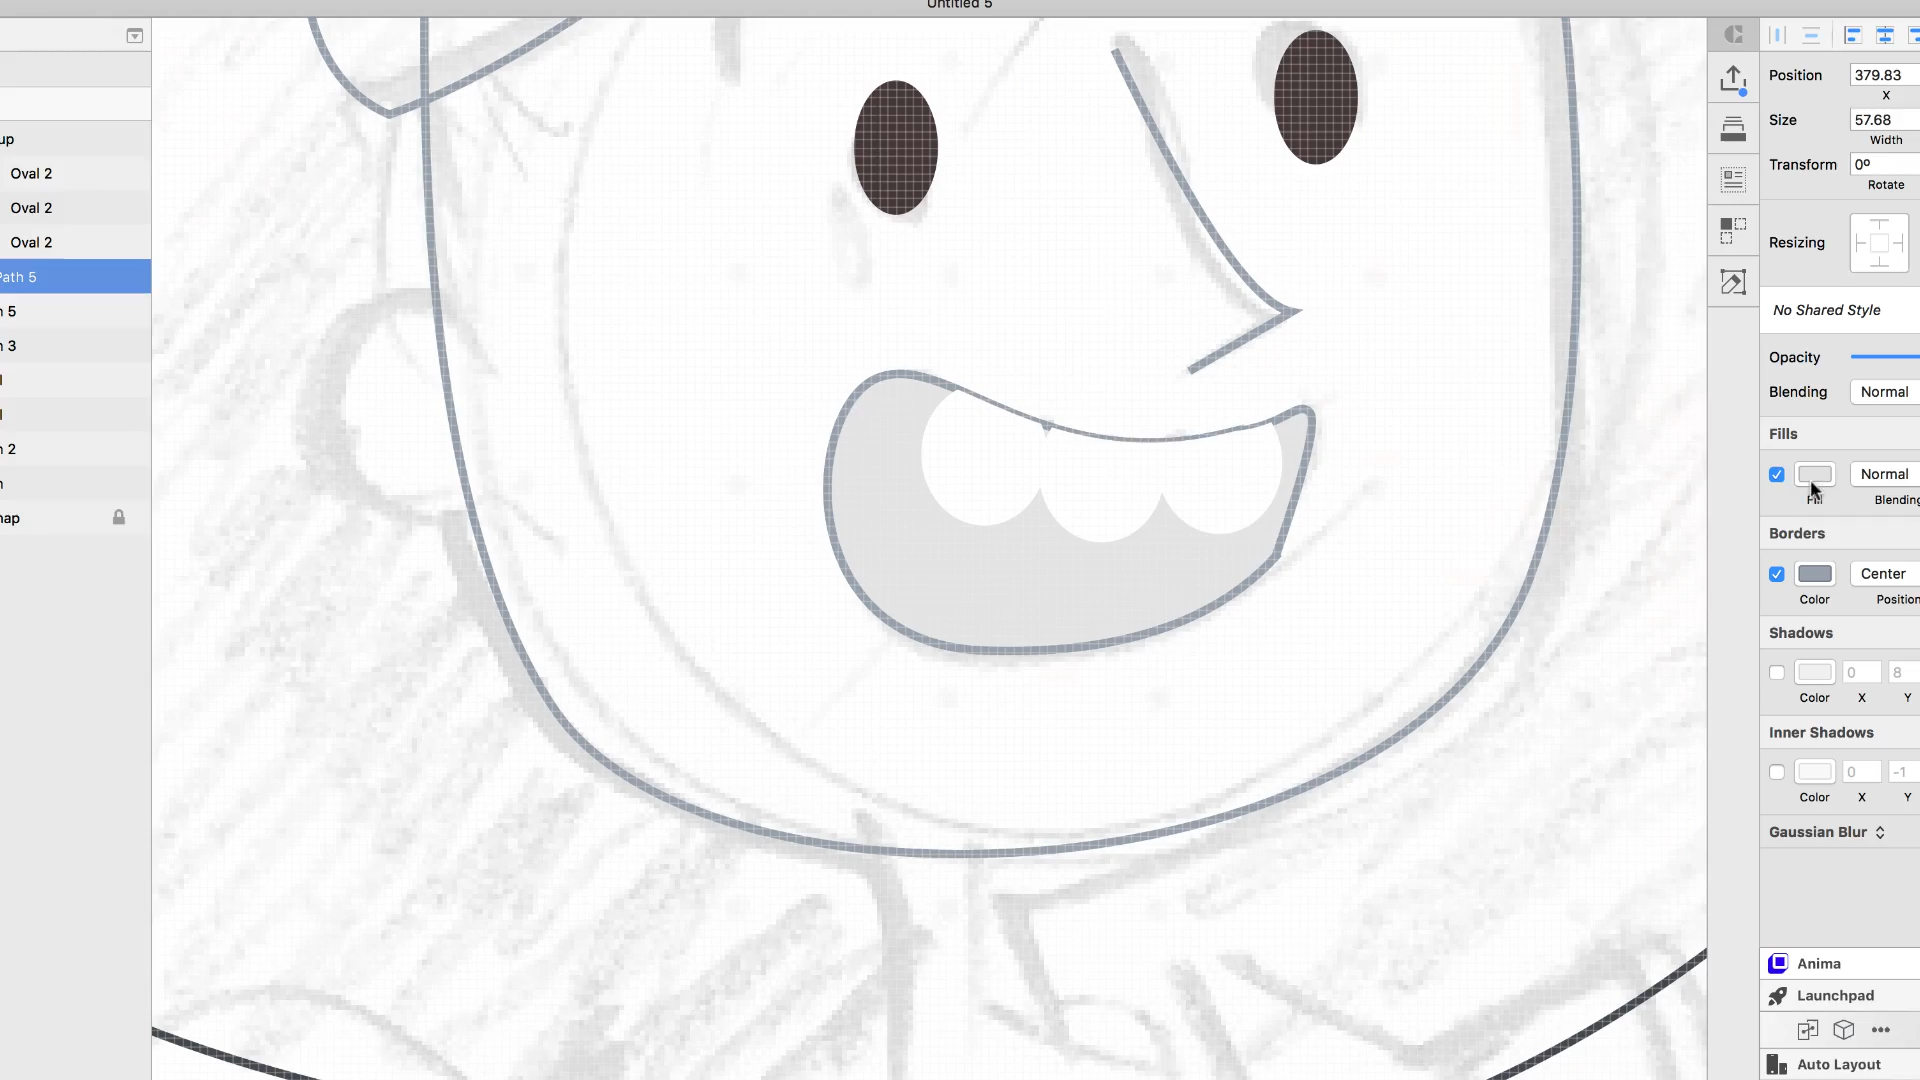 Untitled 5
up
Oval 2
Oval 2
Oval 2
Path 5
5
3
2
nap
Position 379.83
X
Size 57.68
Width
Transform 0º
Rotate
Resizing
No Shared Style
Opacity
Blending Normal
Fills
Normal
Fill Blending
Borders
Center
Color Position
Shadows
0 8
Color X Y
Inner Shadows
0 -1
Color X Y
Gaussian Blur
Anima
Launchpad
Auto Layout